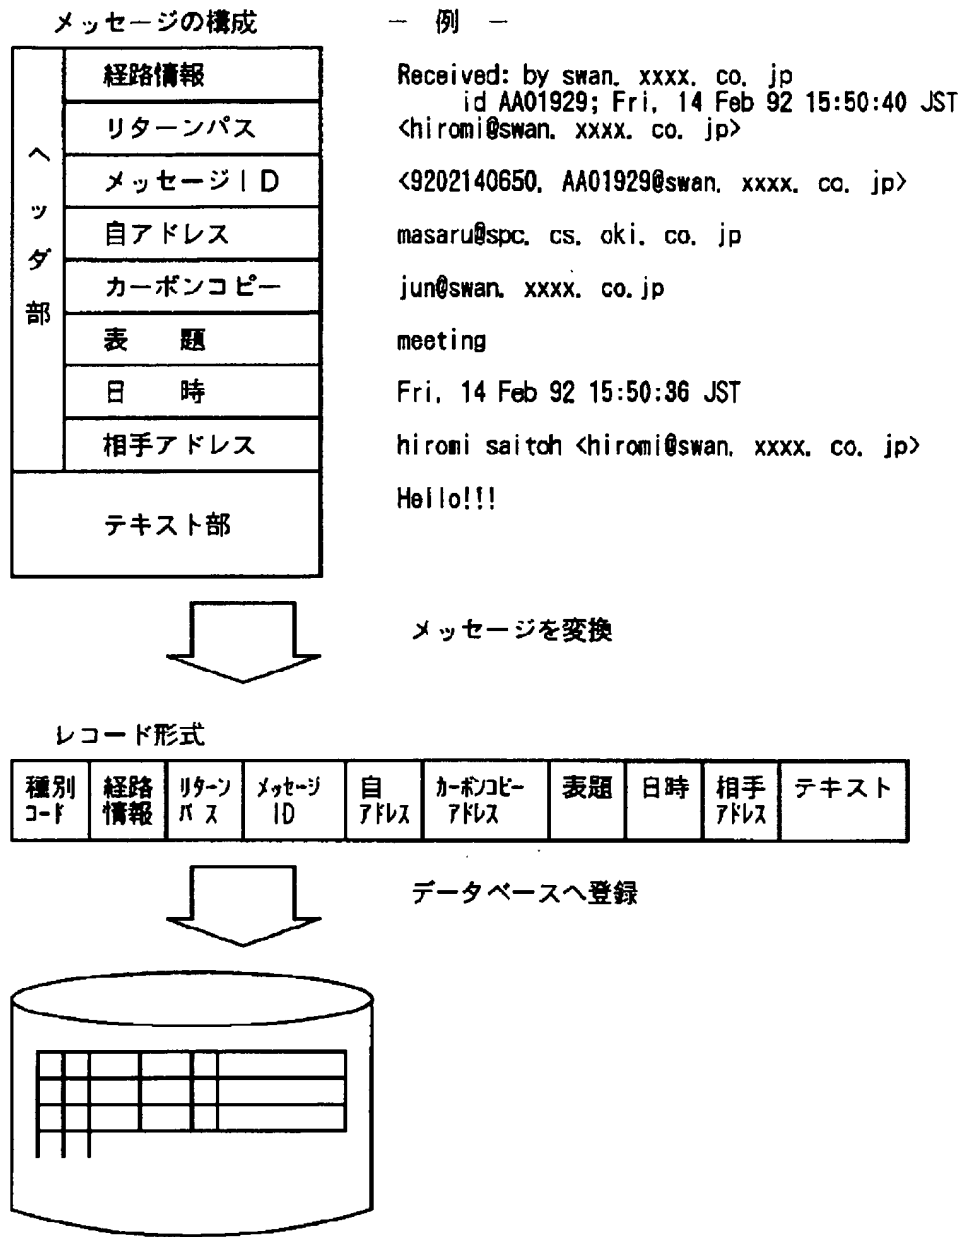 メッセージの構成 － 例 －
経路情報 Received: by swan. xxxx. co. jp
id AA01929; Fri, 14 Feb 92 15:50:40 JST
リターンパス <hiromi@swan. xxxx. co. jp>
メッセージＩＤ <9202140650. AA01929@swan. xxxx. co. jp>
自アドレス masaru@spc. cs. oki. co. jp
カーボンコピー jun@swan. xxxx. co. jp
表　題 meeting
日　時 Fri, 14 Feb 92 15:50:36 JST
相手アドレス hiromi saitoh <hiromi@swan. xxxx. co. jp>
ヘッダ部
テキスト部 Hello!!!
メッセージを変換
レコード形式
種別コード
経路情報
リターンパス
メッセージID
自アドレス
カーボンコピーアドレス
表題
日時
相手アドレス
テキスト
データベースへ登録